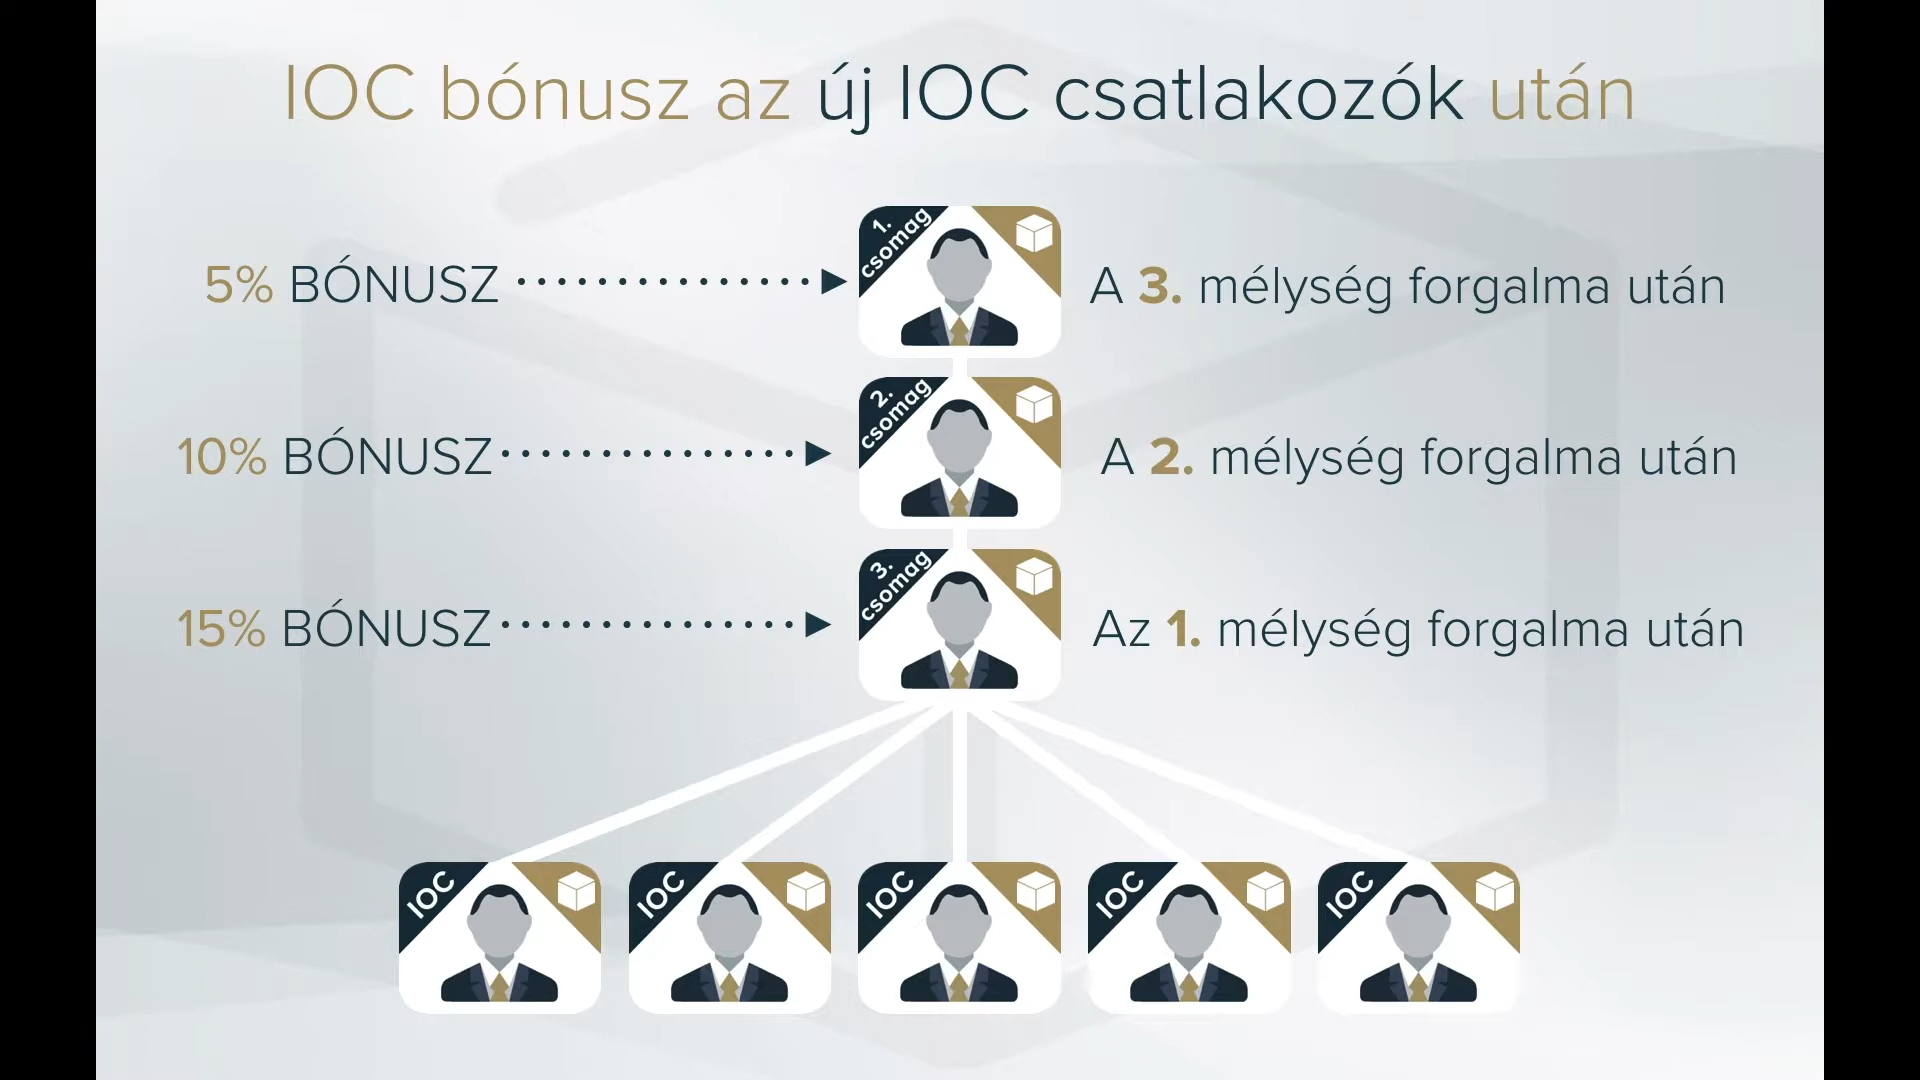 IOC bónusz az új IOC csatlakozók után
1. csomag
5% BÓNUSZ
A 3. mélység forgalma után
2. csomag
10% BÓNUSZ
A 2. mélység forgalma után
3. csomag
15% BÓNUSZ
Az 1. mélység forgalma után
IOC
IOC
IOC
IOC
IOC